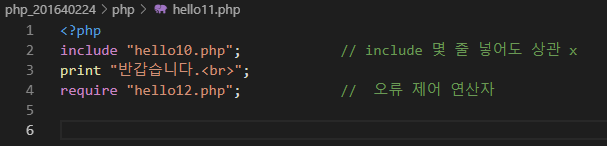 php_201640224 > php > hello11.php
1 <?php
2 include "hello10.php"; // include 몇 줄 넣어도 상관 x
3 print "반갑습니다.<br>";
4 require "hello12.php"; // 오류 제어 연산자
5
6